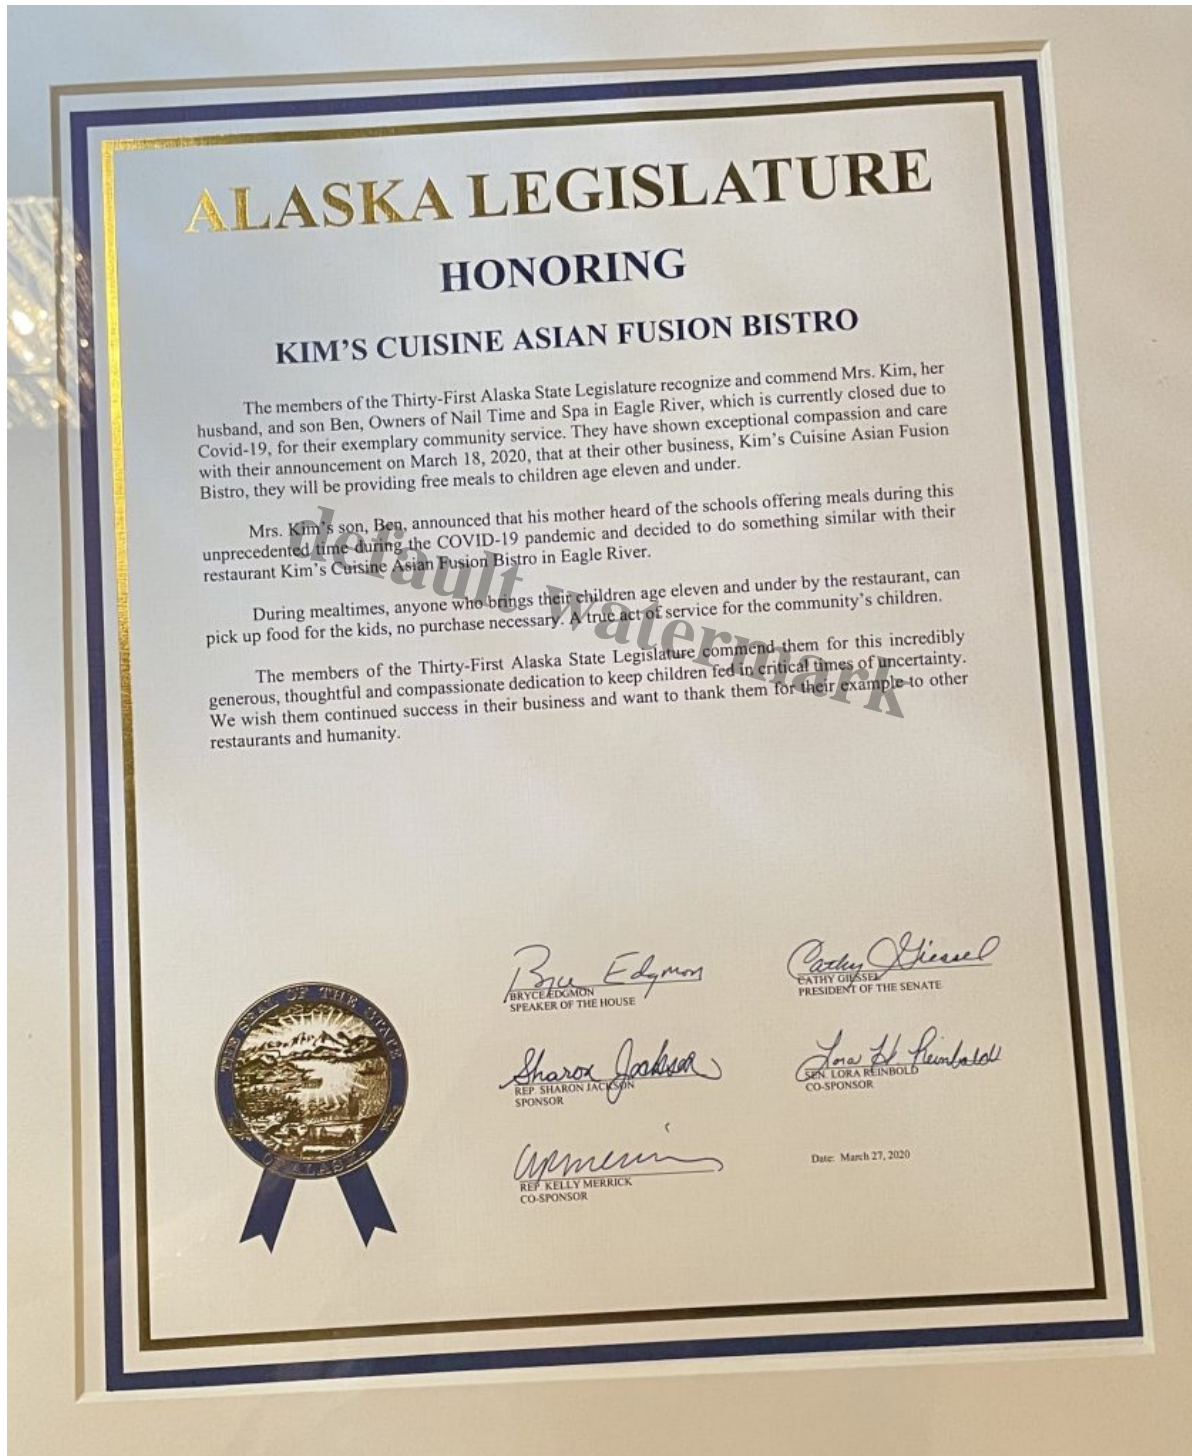 ALASKA LEGISLATURE
HONORING
KIM'S CUISINE ASIAN FUSION BISTRO
The members of the Thirty-First Alaska State Legislature recognize and commend Mrs. Kim, her
husband, and son Ben, Owners of Nail Time and Spa in Eagle River, which is currently closed due to
Covid-19, for their exemplary community service. They have shown exceptional compassion and care
with their announcement on March 18, 2020, that at their other business, Kim's Cuisine Asian Fusion
Bistro, they will be providing free meals to children age eleven and under.
Mrs. Kim's son, Ben, announced that his mother heard of the schools offering meals during this
unprecedented time during the COVID-19 pandemic and decided to do something similar with their
restaurant Kim's Cuisine Asian Fusion Bistro in Eagle River.
During mealtimes, anyone who brings their children age eleven and under by the restaurant, can
pick up food for the kids, no purchase necessary. A true act of service for the community's children.
The members of the Thirty-First Alaska State Legislature commend them for this incredibly
generous, thoughtful and compassionate dedication to keep children fed in critical times of uncertainty.
We wish them continued success in their business and want to thank them for their example to other
restaurants and humanity.
default watermark
Bryce Edgmon
BRYCE EDGMON
SPEAKER OF THE HOUSE
Cathy Giessel
CATHY GIESSEL
PRESIDENT OF THE SENATE
Sharon Jackson
REP. SHARON JACKSON
SPONSOR
Lora H. Reinbold
SEN. LORA REINBOLD
CO-SPONSOR
REP. KELLY MERRICK
CO-SPONSOR
Date: March 27, 2020
THE SEAL OF THE STATE
OF ALASKA